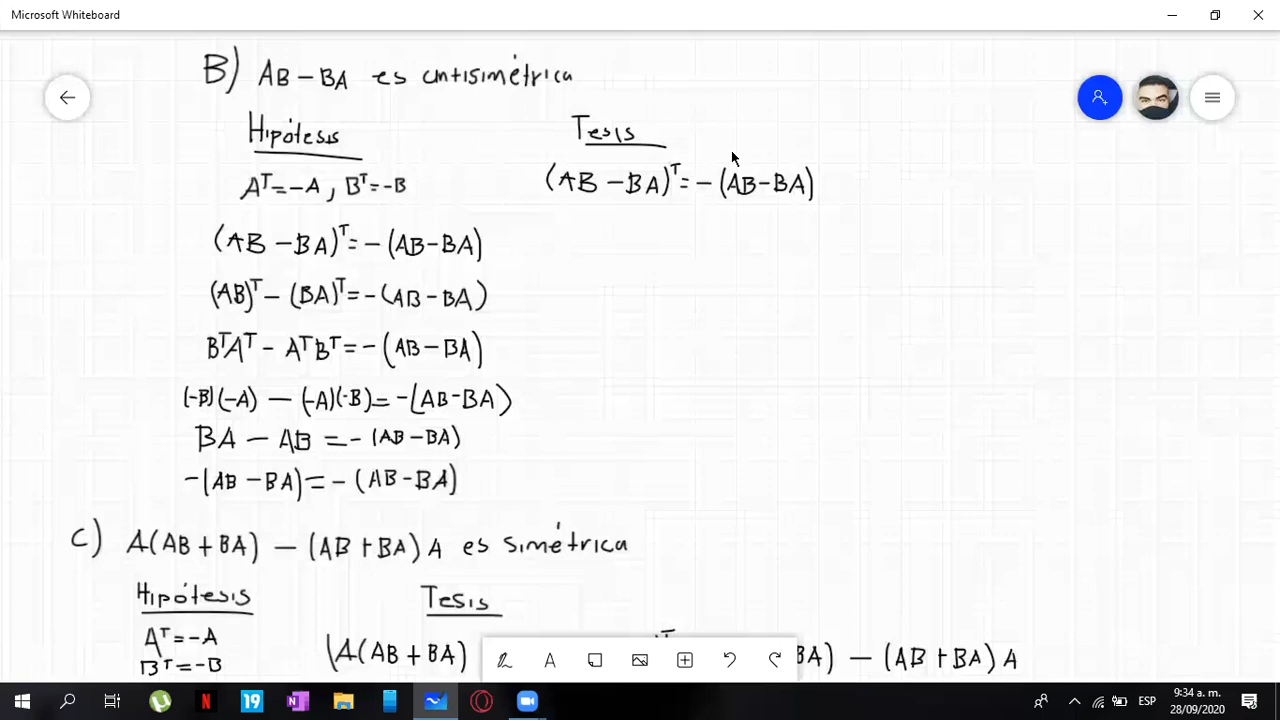 Microsoft Whiteboard
B) AB - BA es antisimétrica
Hipótesis Tesis
Aᵀ = -A , Bᵀ = -B (AB - BA)ᵀ = - (AB - BA)
(AB - BA)ᵀ = - (AB - BA)
(AB)ᵀ - (BA)ᵀ = - (AB - BA)
BᵀAᵀ - AᵀBᵀ = - (AB - BA)
(-B)(-A) - (-A)(-B) = - (AB - BA)
BA - AB = - (AB - BA)
- (AB - BA) = - (AB - BA)
C) A(AB + BA) - (AB + BA) A es simétrica
Hipótesis Tesis
Aᵀ = -A
Bᵀ = -B
(A(AB + BA) ᵀ BA) - (AB + BA) A
A
N
19
ESP
9:34 a. m.
28/09/2020